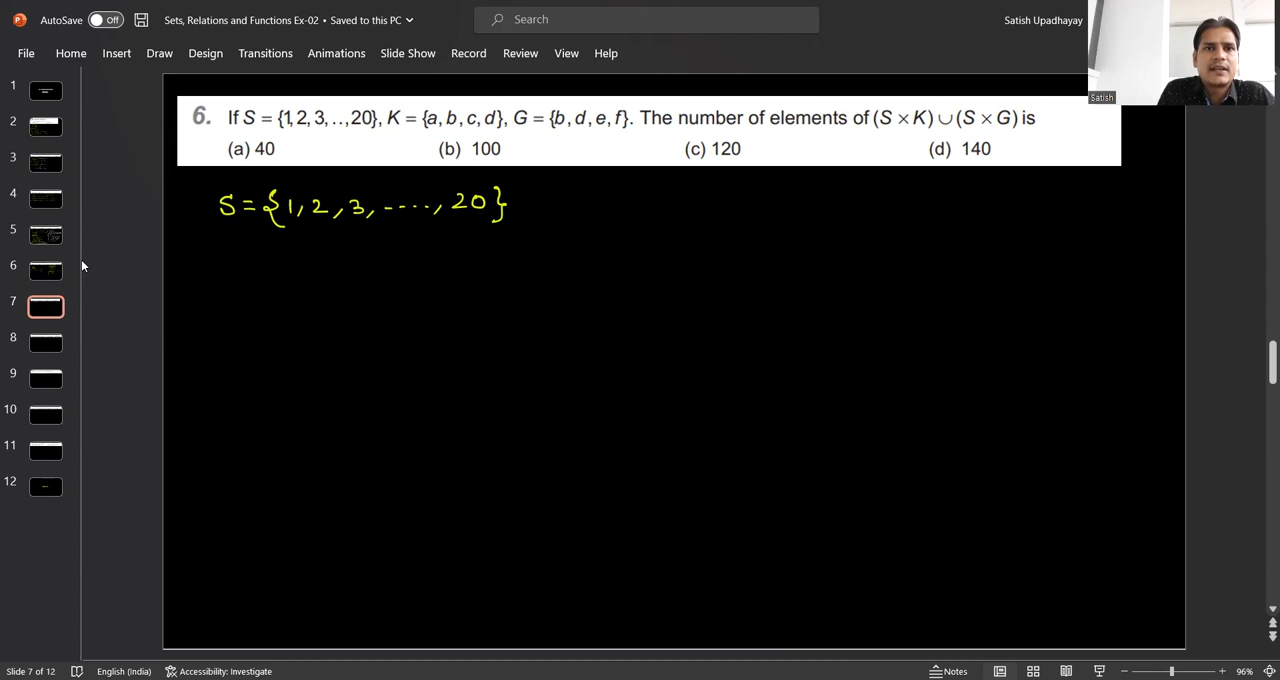 AutoSave Off Sets, Relations and Functions Ex-02 • Saved to this PC Search Satish Upadhayay
File Home Insert Draw Design Transitions Animations Slide Show Record Review View Help
Satish
1
2
3
4
5
6
7
8
9
10
11
12
6. If S = {1, 2, 3, .., 20}, K = {a, b, c, d}, G = {b, d, e, f}. The number of elements of (S × K) ∪ (S × G) is
(a) 40 (b) 100 (c) 120 (d) 140
S = {1, 2, 3, ....., 20}
Slide 7 of 12 English (India) Accessibility: Investigate Notes 96%